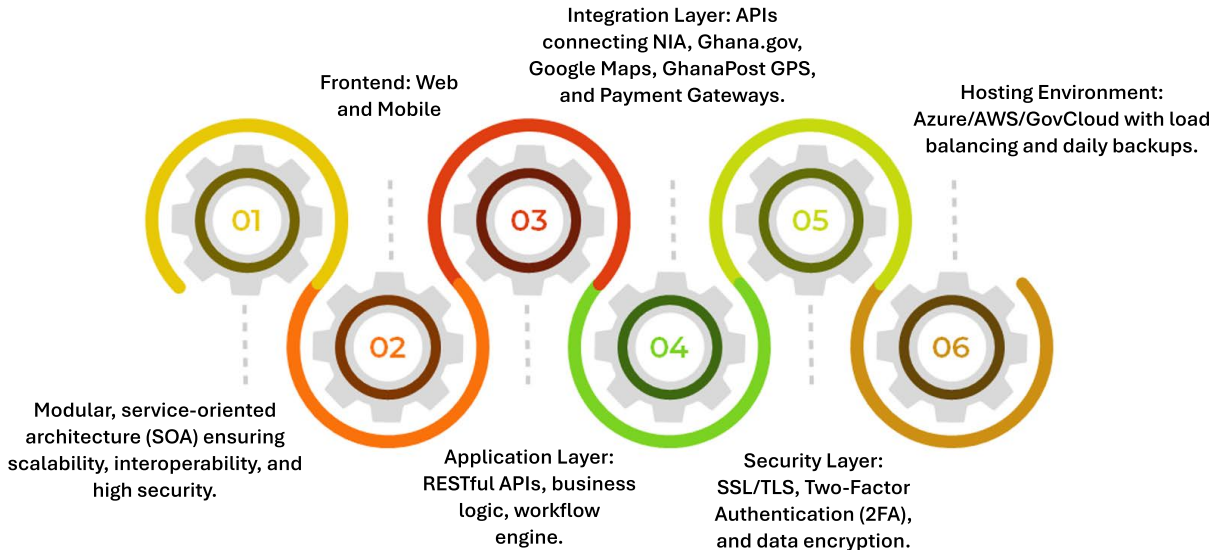 01
Modular, service-oriented
architecture (SOA) ensuring
scalability, interoperability, and
high security.
02
Frontend: Web
and Mobile
03
Application Layer:
RESTful APIs, business
logic, workflow
engine.
04
Integration Layer: APIs
connecting NIA, Ghana.gov,
Google Maps, GhanaPost GPS,
and Payment Gateways.
05
Security Layer:
SSL/TLS, Two-Factor
Authentication (2FA),
and data encryption.
06
Hosting Environment:
Azure/AWS/GovCloud with load
balancing and daily backups.